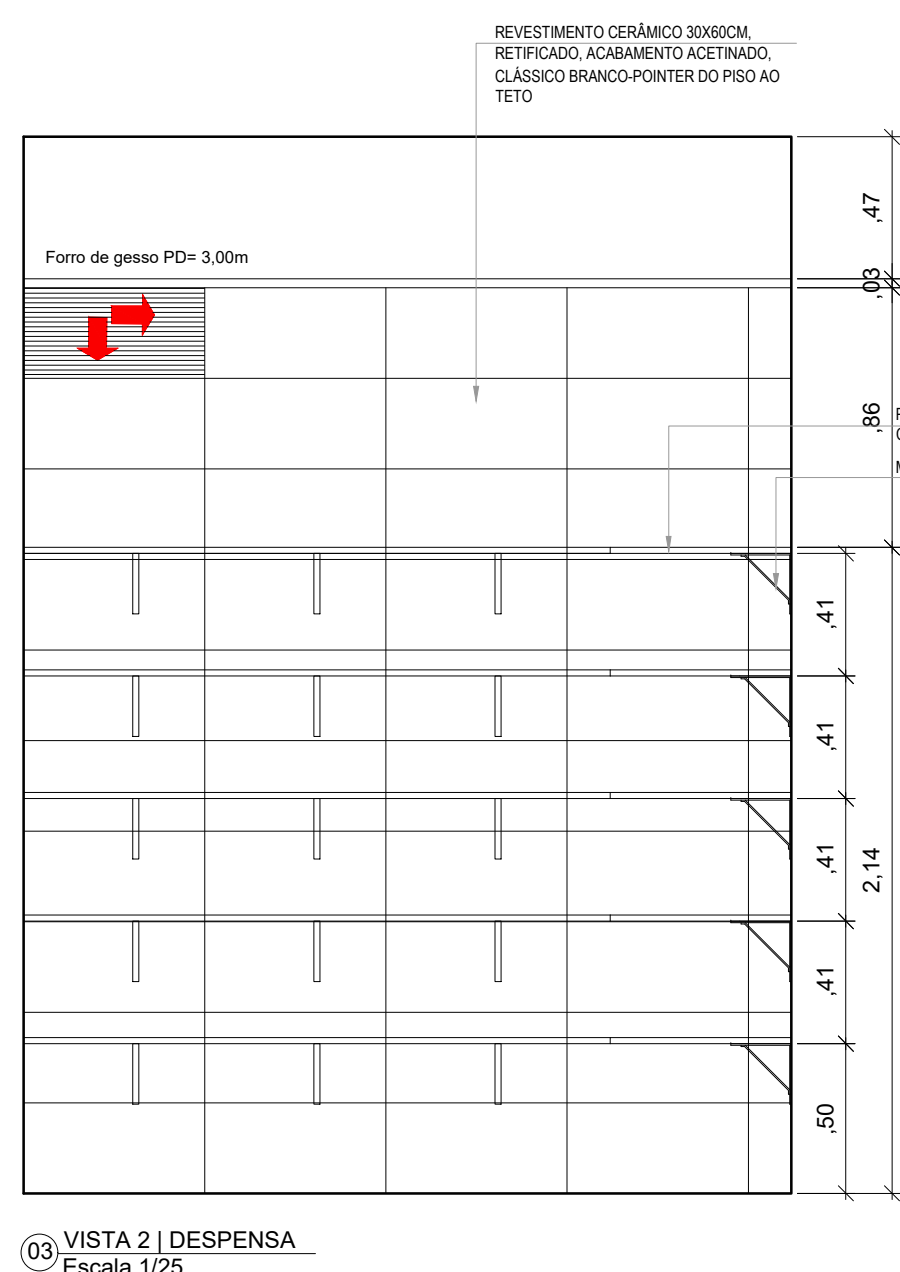 REVESTIMENTO CERÂMICO 30X60CM,
RETIFICADO, ACABAMENTO ACETINADO,
CLÁSSICO BRANCO-POINTER DO PISO AO
TETO
,47
Forro de gesso PD= 3,00m
,03
,86
,41
,41
,41
2,14
,41
,50
03
VISTA 2 | DESPENSA
Escala 1/25